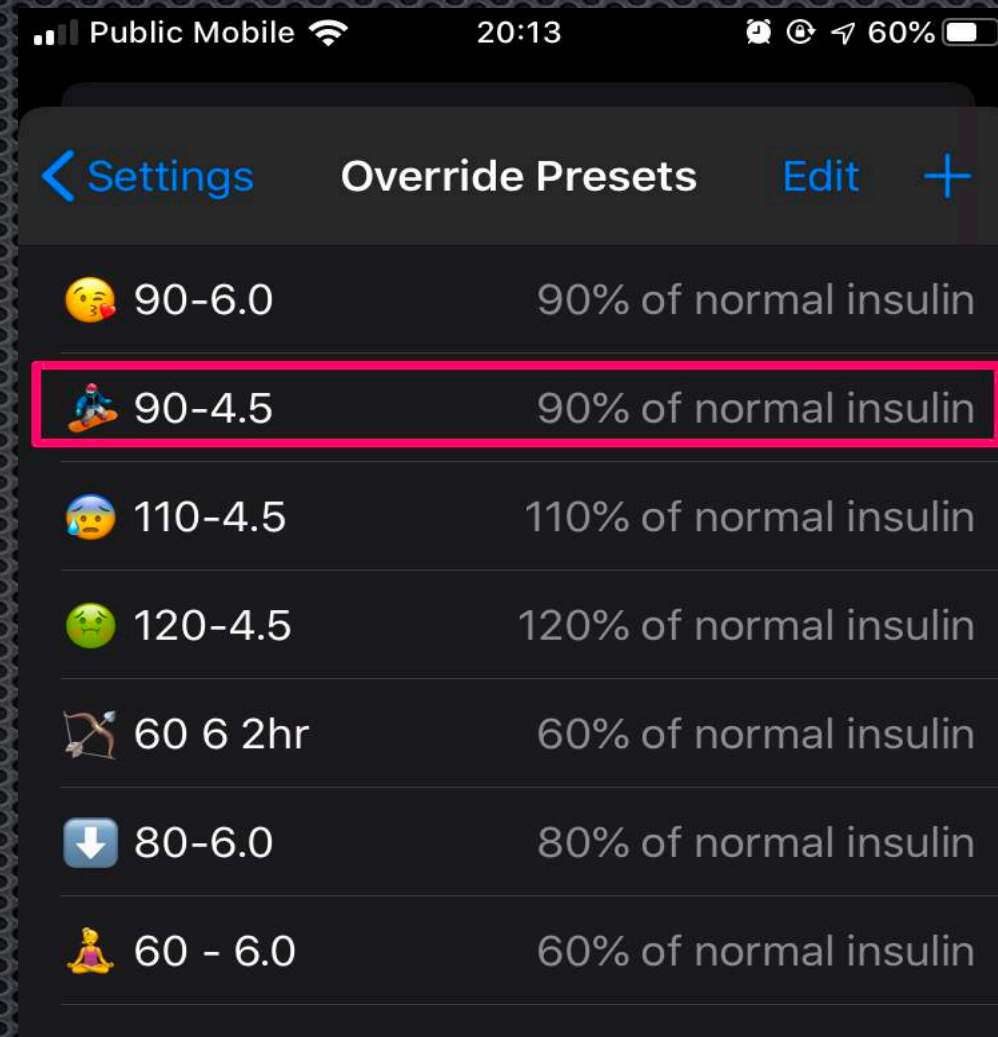 Public Mobile 20:13 60%
Settings Override Presets Edit +
😘 90-6.0 90% of normal insulin
🏂 90-4.5 90% of normal insulin
😰 110-4.5 110% of normal insulin
🤢 120-4.5 120% of normal insulin
🏹 60 6 2hr 60% of normal insulin
⬇️ 80-6.0 80% of normal insulin
🧘‍♀️ 60 - 6.0 60% of normal insulin